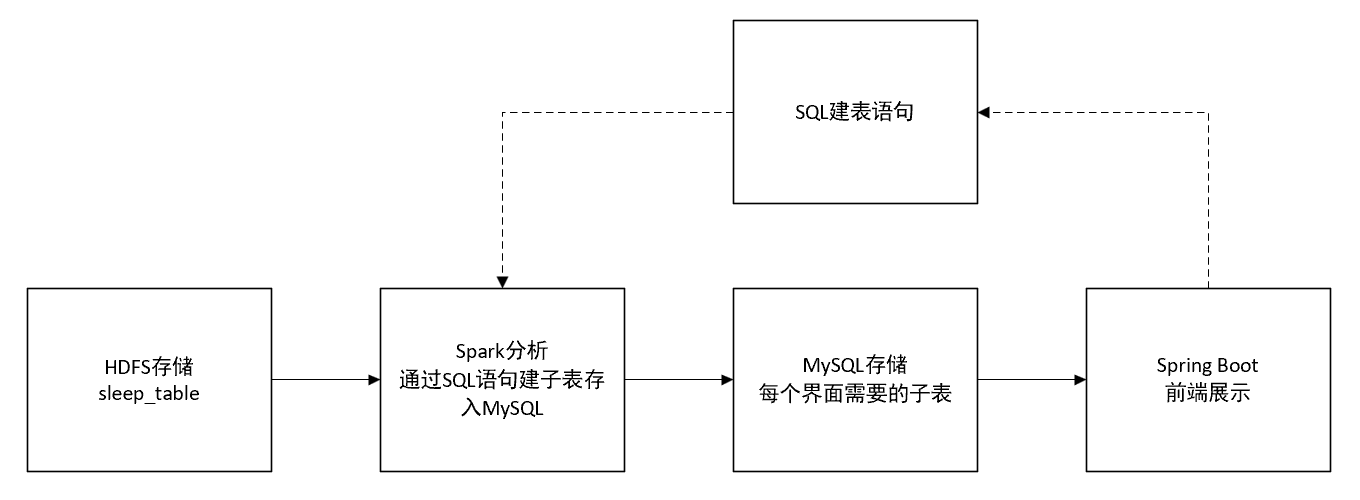 SQL建表语句
HDFS存储
sleep_table
Spark分析
通过SQL语句建子表存
入MySQL
MySQL存储
每个界面需要的子表
Spring Boot
前端展示